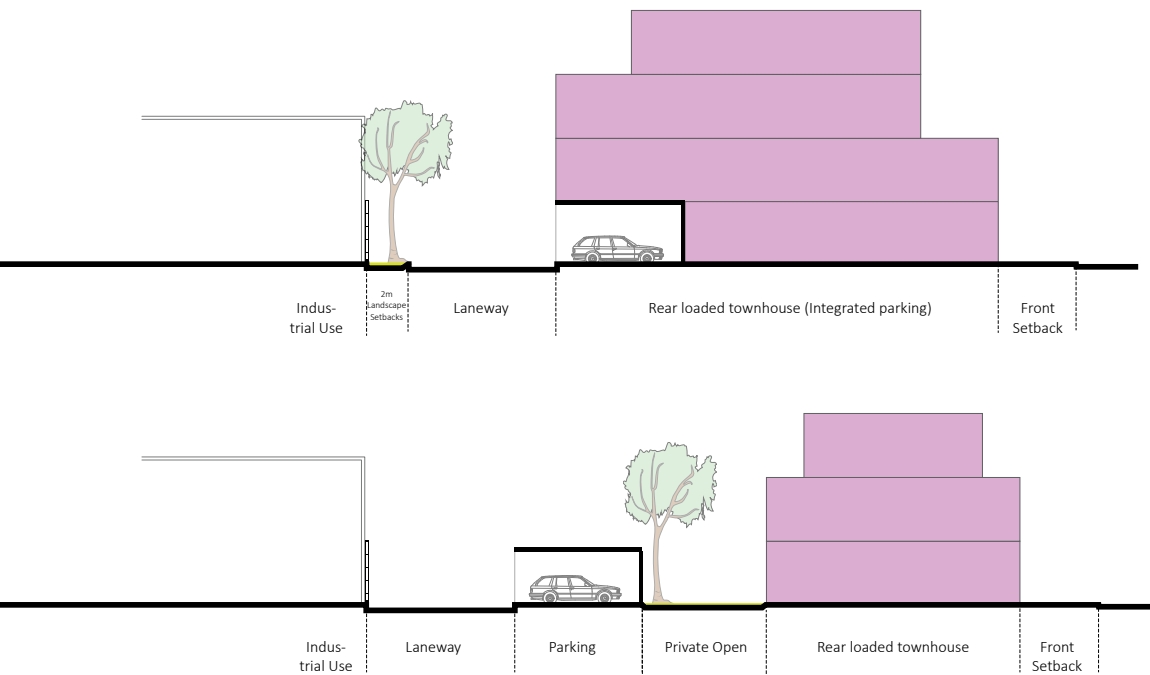 Indus-
trial Use
2m
Landscape
Setbacks
Laneway
Rear loaded townhouse (Integrated parking)
Front
Setback
Indus-
trial Use
Laneway
Parking
Private Open
Rear loaded townhouse
Front
Setback